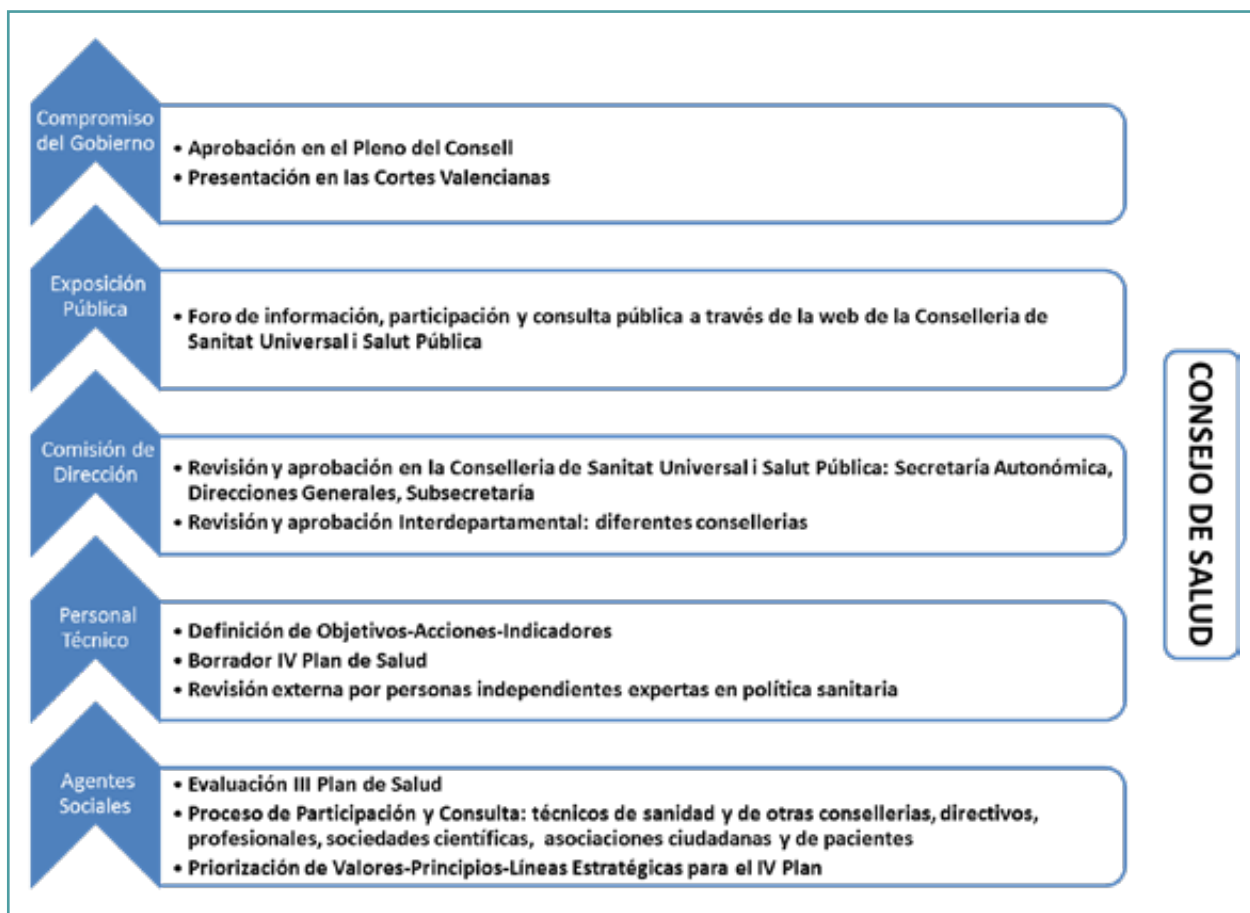 Compromiso
del Gobierno
• Aprobación en el Pleno del Consell
• Presentación en las Cortes Valencianas
Exposición
Pública
• Foro de información, participación y consulta pública a través de la web de la Conselleria de
Sanitat Universal i Salut Pública
Comisión de
Dirección
• Revisión y aprobación en la Conselleria de Sanitat Universal i Salut Pública: Secretaría Autonómica,
Direcciones Generales, Subsecretaría
• Revisión y aprobación Interdepartamental: diferentes consellerias
Personal
Técnico
• Definición de Objetivos-Acciones-Indicadores
• Borrador IV Plan de Salud
• Revisión externa por personas independientes expertas en política sanitaria
Agentes
Sociales
• Evaluación III Plan de Salud
• Proceso de Participación y Consulta: técnicos de sanidad y de otras consellerias, directivos,
profesionales, sociedades científicas, asociaciones ciudadanas y de pacientes
• Priorización de Valores-Principios-Líneas Estratégicas para el IV Plan
CONSEJO DE SALUD